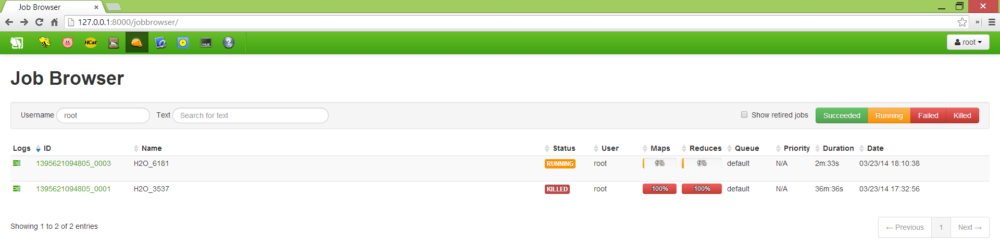 Job Browser
127.0.0.1:8000/jobbrowser/
HCat >HUE ? root
Job Browser
Username root Text Search for text Show retired jobs Succeeded Running Failed Killed
Logs ID Name Status User Maps Reduces Queue Priority Duration Date
1395621094805_0003 H2O_6181 RUNNING root 5% 5% default N/A 2m:33s 03/23/14 18:10:38
1395621094805_0001 H2O_3537 KILLED root 100% 100% default N/A 36m:36s 03/23/14 17:32:56
Showing 1 to 2 of 2 entries ← Previous 1 Next →